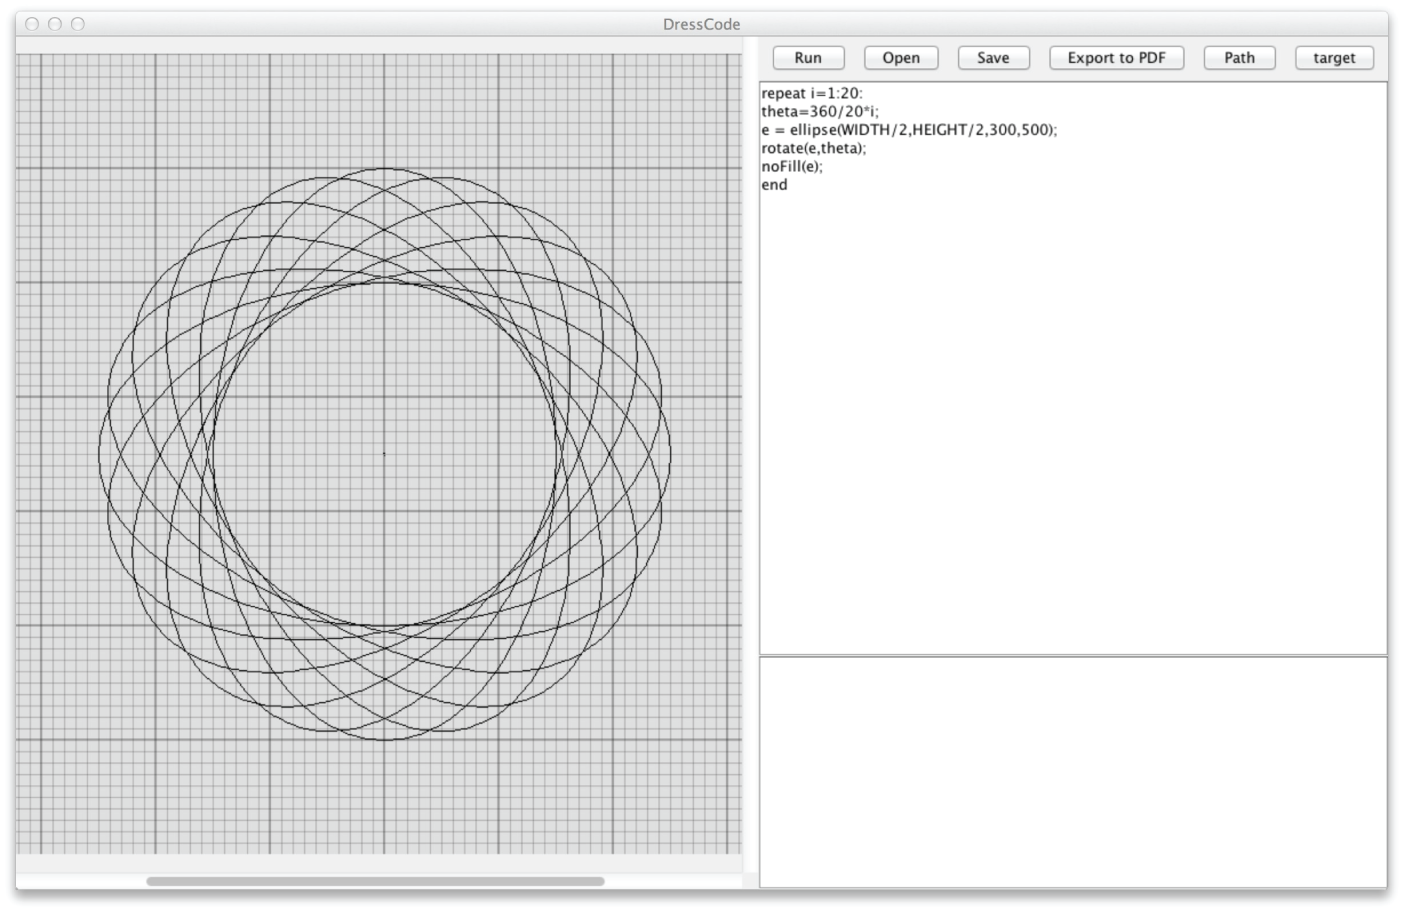 DressCode
Run Open Save Export to PDF Path target
repeat i=1:20:
theta=360/20*i;
e = ellipse(WIDTH/2,HEIGHT/2,300,500);
rotate(e,theta);
noFill(e);
end